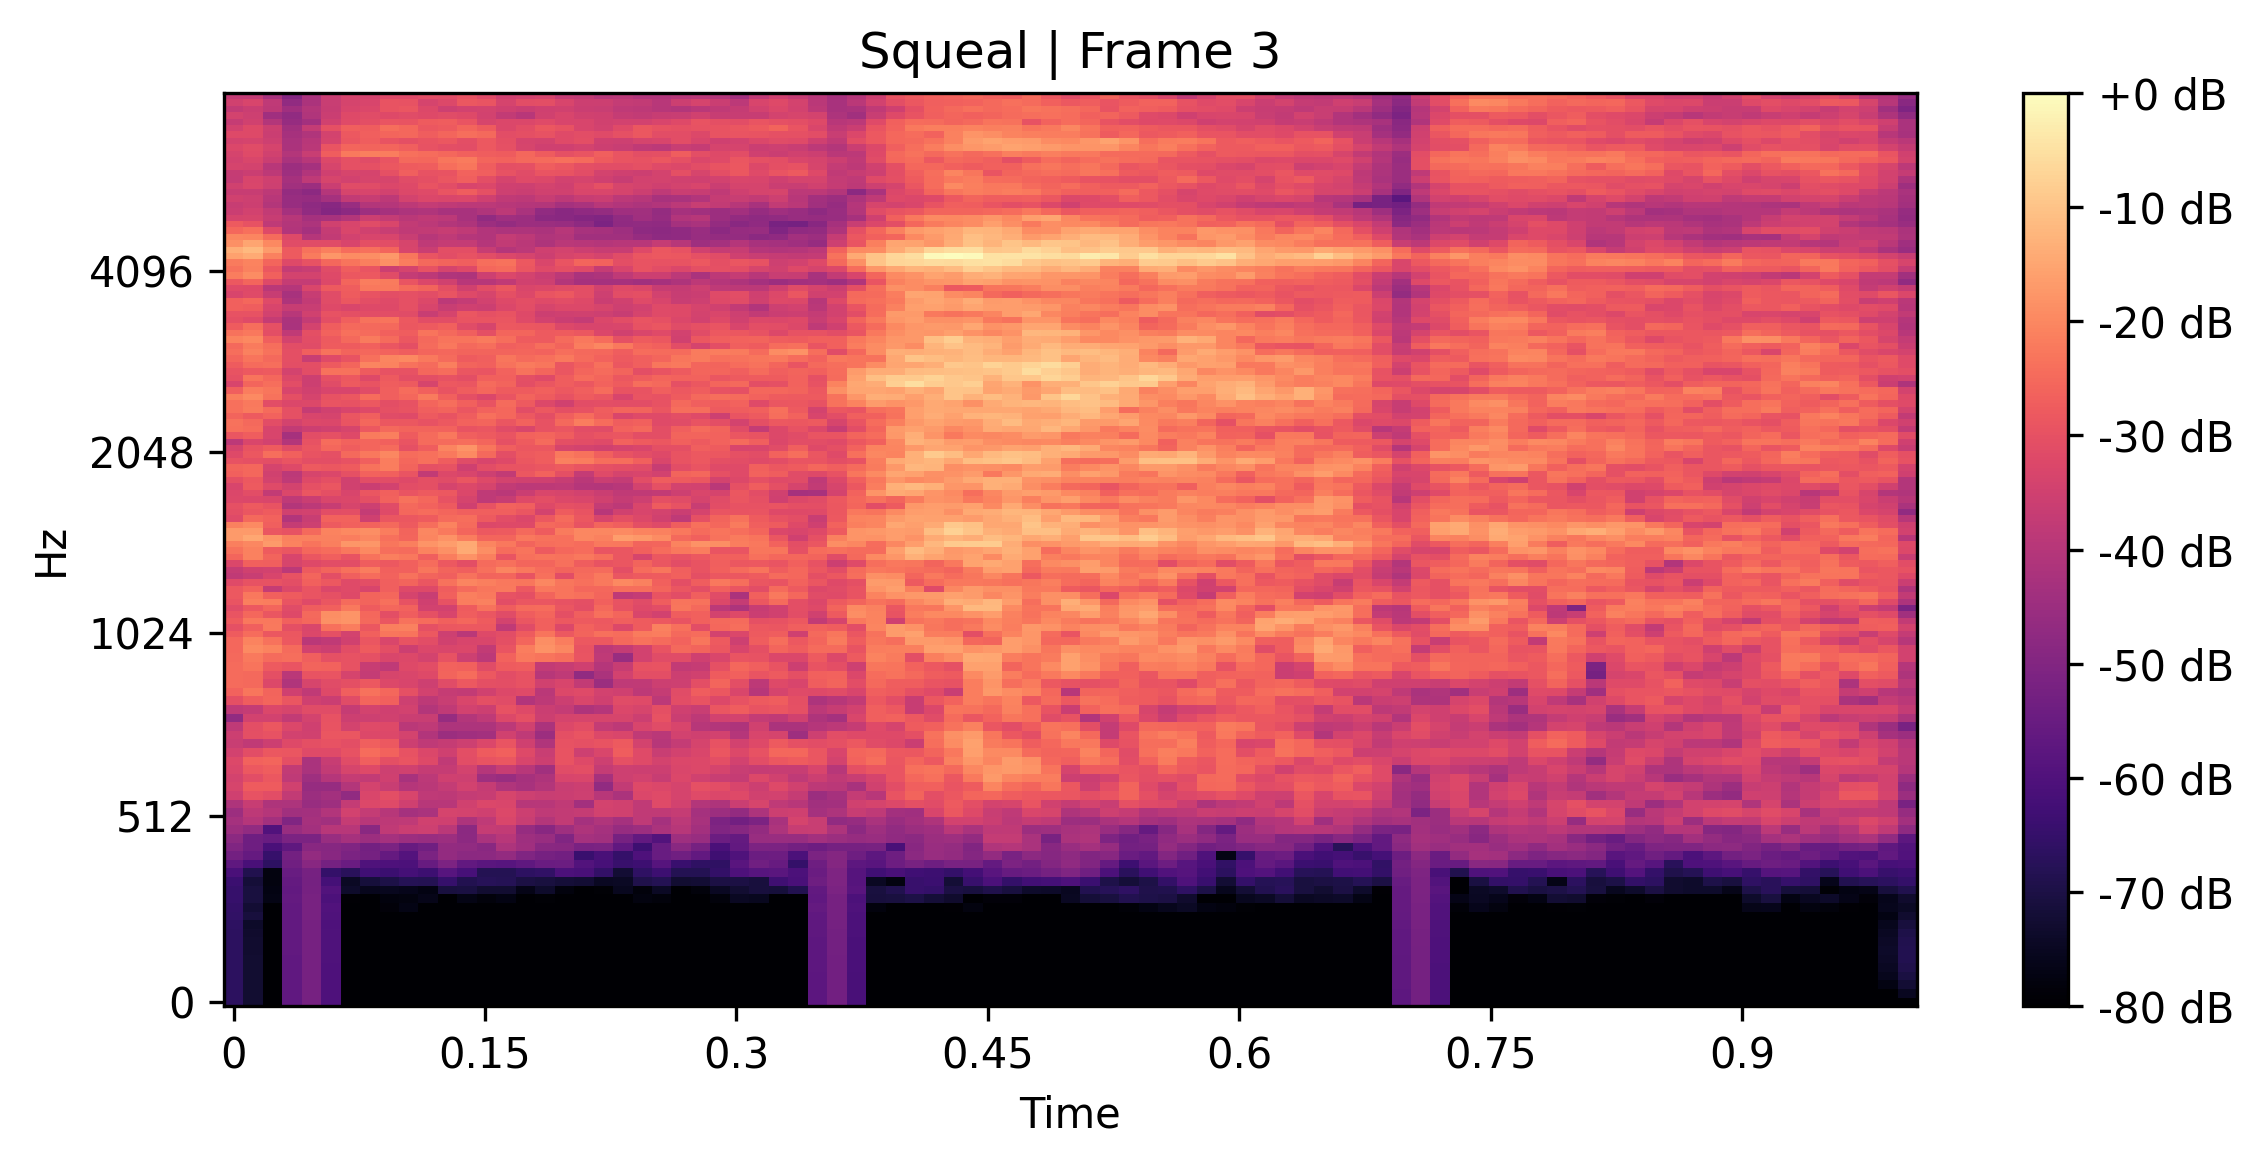 Squeal | Frame 3
+0 dB
-10 dB
4096
-20 dB
-30 dB
2048
Hz
-40 dB
1024
-50 dB
-60 dB
512
-70 dB
0
-80 dB
0 0.15 0.3 0.45 0.6 0.75 0.9
Time